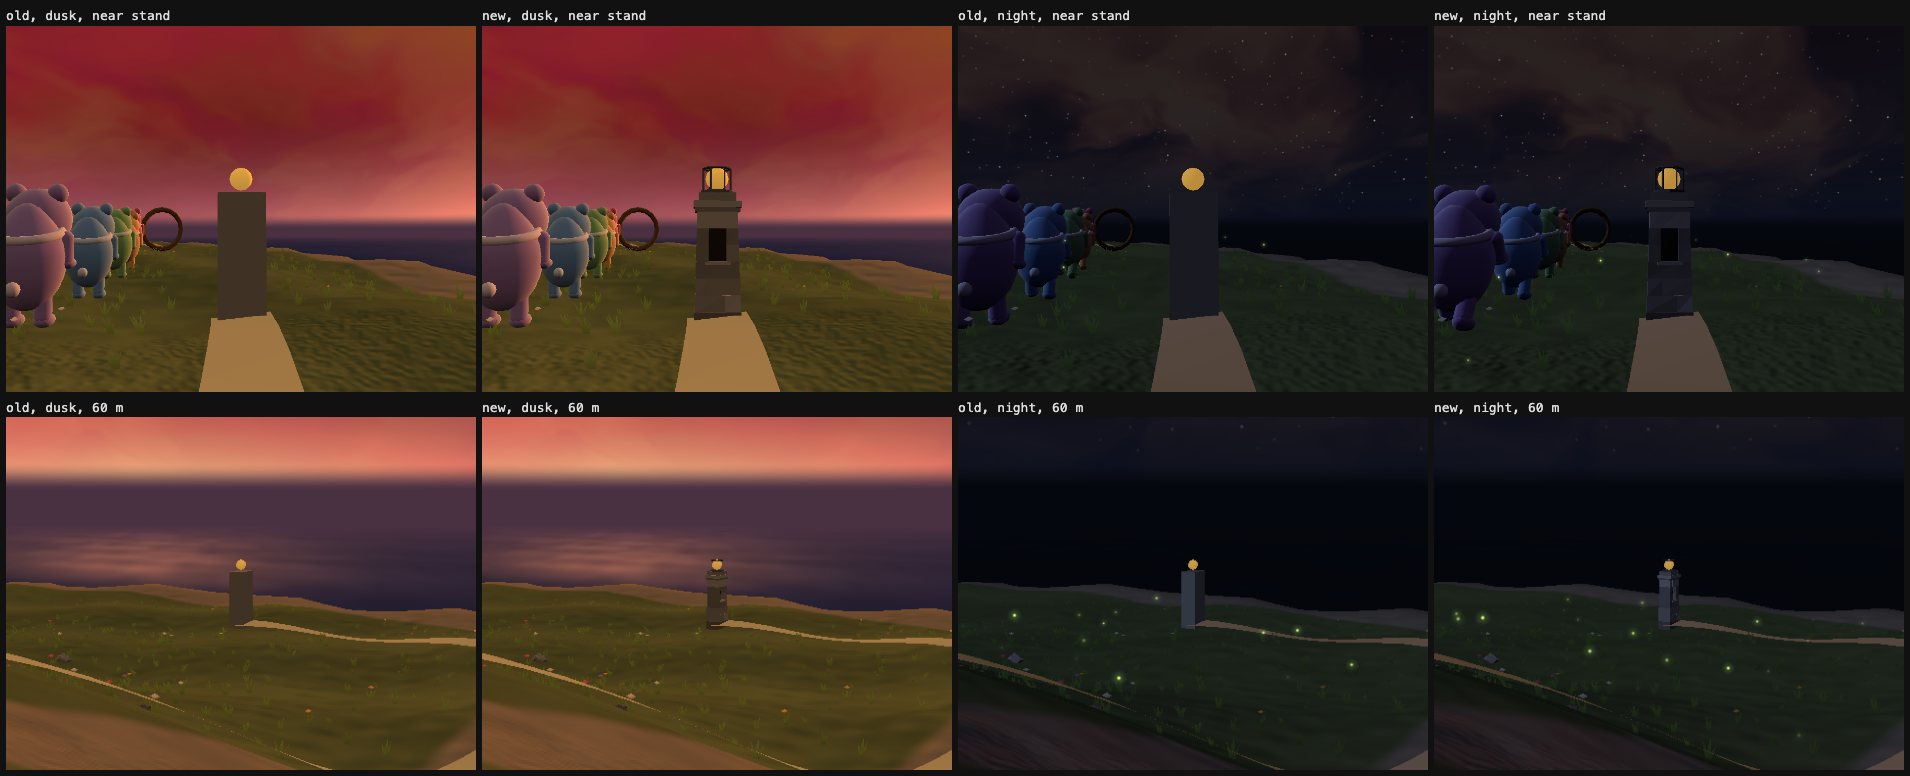 old, dusk, near stand
new, dusk, near stand
old, night, near stand
new, night, near stand
old, dusk, 60 m
new, dusk, 60 m
old, night, 60 m
new, night, 60 m